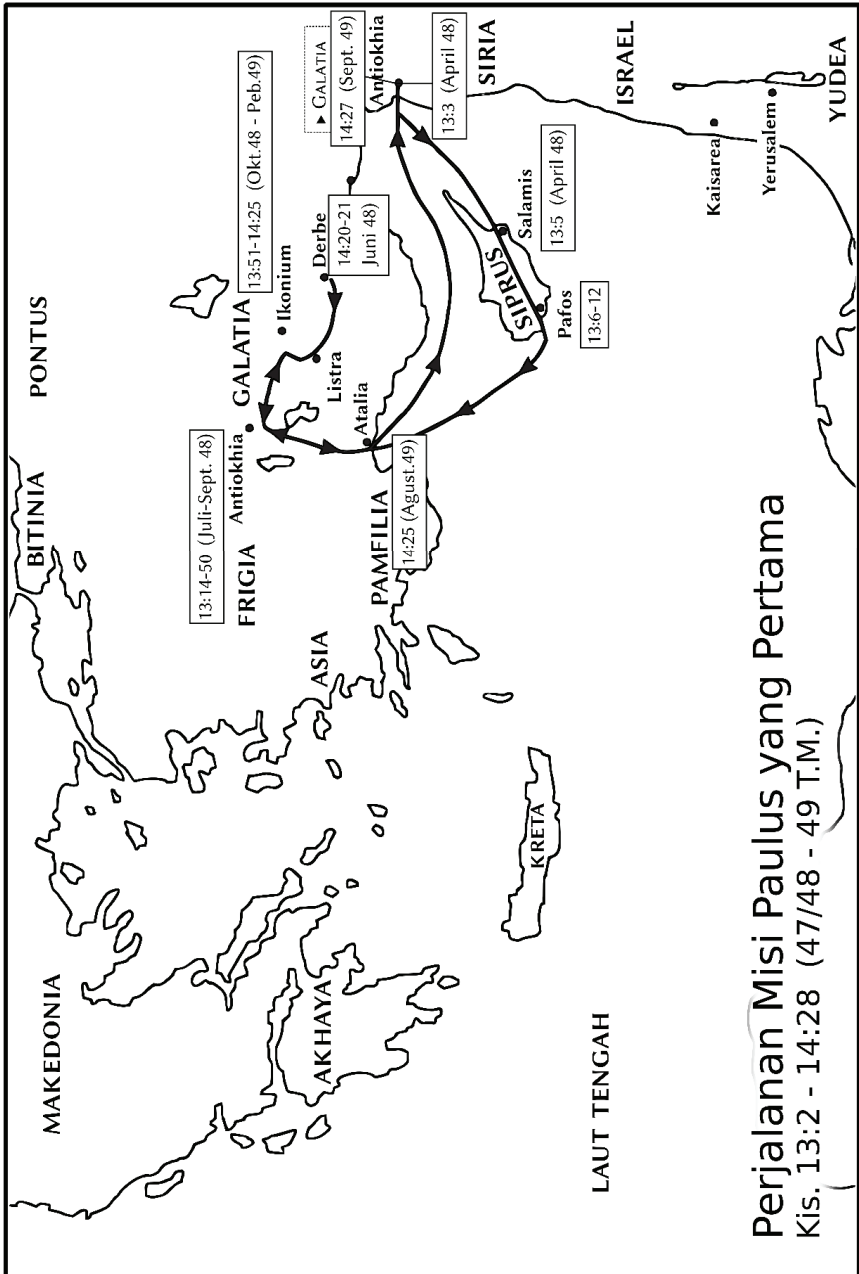 MAKEDONIA
BITINIA
PONTUS
13:14-50 (Juli-Sept. 48)
Antiokhia
FRIGIA
GALATIA
13:51-14:25 (Okt.48 - Peb.49)
Ikonium
Listra
Derbe
14:20-21
Juni 48)
▸ GALATIA
14:27 (Sept. 49)
Antiokhia
13:3 (April 48)
SIRIA
ASIA
PAMFILIA
Atalia
14:25 (Agust.49)
AKHAYA
KRETA
SIPRUS
Salamis
13:5 (April 48)
Pafos
13:6-12
LAUT TENGAH
ISRAEL
Kaisarea
Yerusalem
YUDEA
Perjalanan Misi Paulus yang Pertama
Kis. 13:2 - 14:28 (47/48 - 49 T.M.)